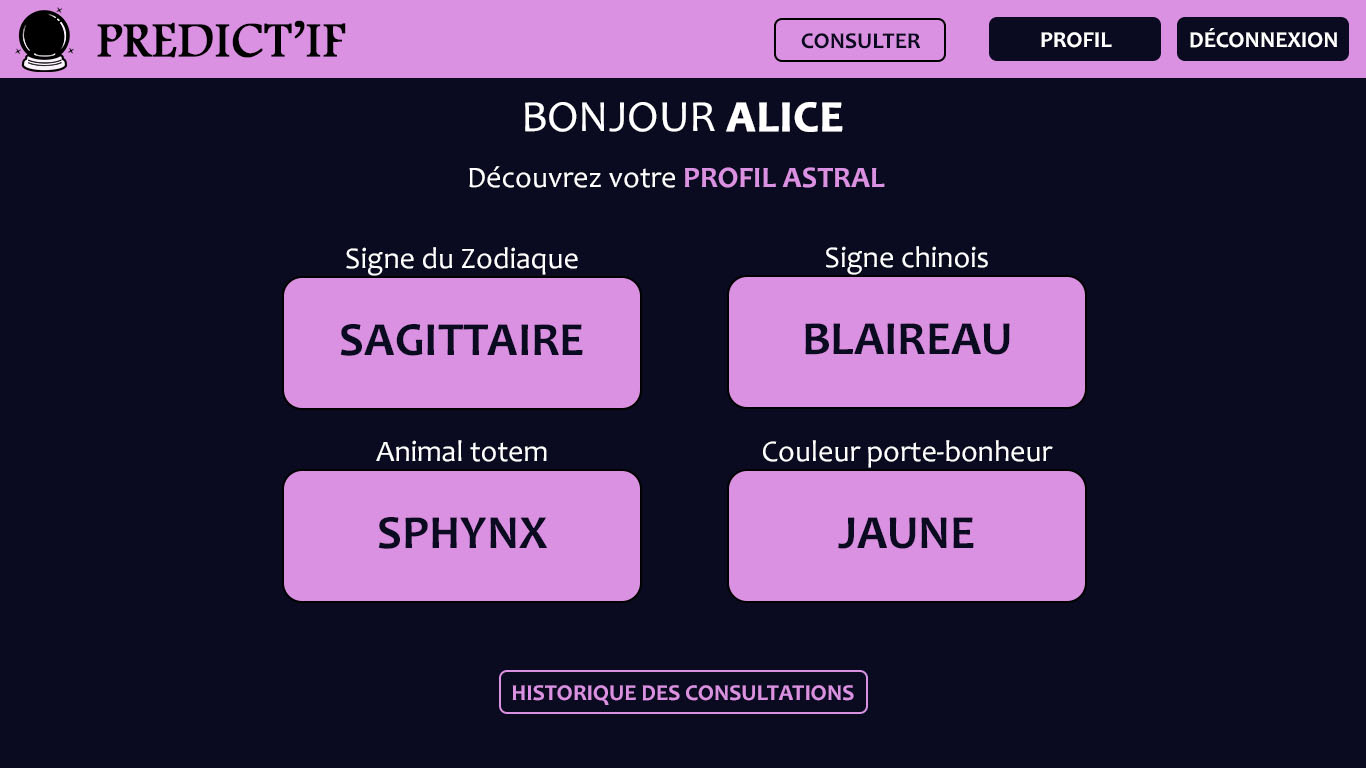 PREDICT'IF
CONSULTER
PROFIL
DÉCONNEXION
BONJOUR ALICE
Découvrez votre PROFIL ASTRAL
Signe du Zodiaque
SAGITTAIRE
Signe chinois
BLAIREAU
Animal totem
SPHYNX
Couleur porte-bonheur
JAUNE
HISTORIQUE DES CONSULTATIONS